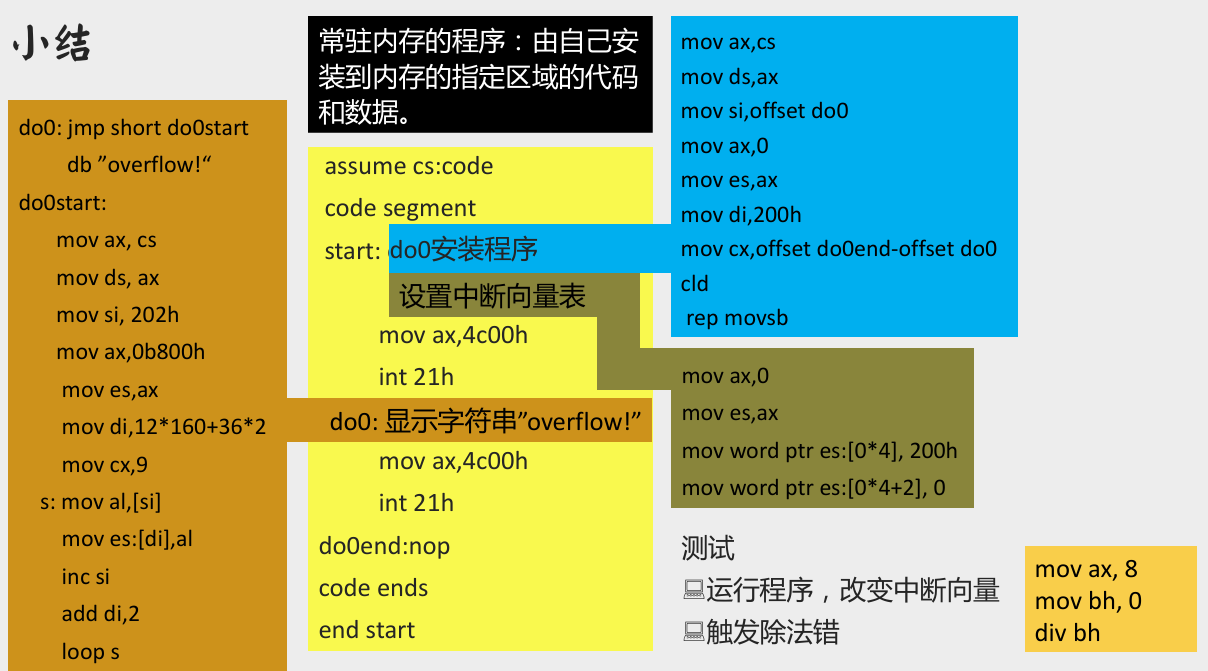 小结
常驻内存的程序：由自己安
装到内存的指定区域的代码
和数据。
do0: jmp short do0start
db ”overflow!“
do0start:
mov ax, cs
mov ds, ax
mov si, 202h
mov ax,0b800h
mov es,ax
mov di,12*160+36*2
mov cx,9
s: mov al,[si]
mov es:[di],al
inc si
add di,2
loop s
assume cs:code
code segment
start: do0安装程序
设置中断向量表
mov ax,4c00h
int 21h
do0: 显示字符串”overflow!”
mov ax,4c00h
int 21h
do0end:nop
code ends
end start
mov ax,cs
mov ds,ax
mov si,offset do0
mov ax,0
mov es,ax
mov di,200h
mov cx,offset do0end-offset do0
cld
rep movsb
mov ax,0
mov es,ax
mov word ptr es:[0*4], 200h
mov word ptr es:[0*4+2], 0
测试
运行程序，改变中断向量
触发除法错
mov ax, 8
mov bh, 0
div bh